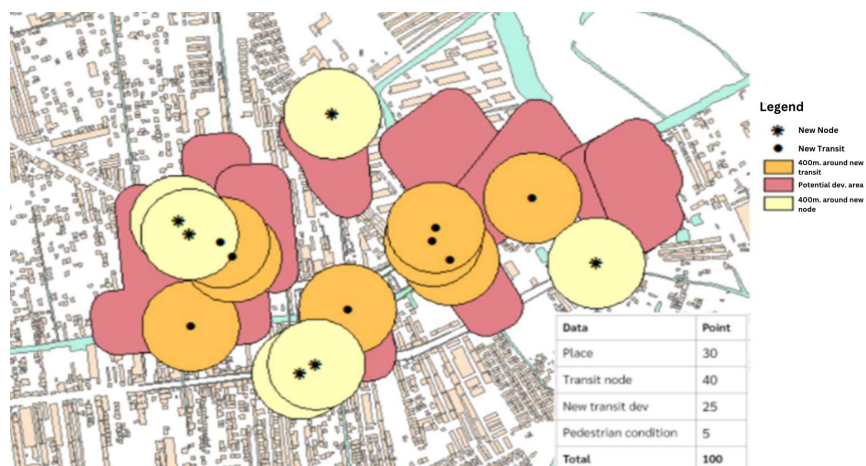 Legend
New Node
New Transit
400m. around new
transit
Potential dev. area
400m. around new
node
Data Point
Place 30
Transit node 40
New transit dev 25
Pedestrian condition 5
Total 100